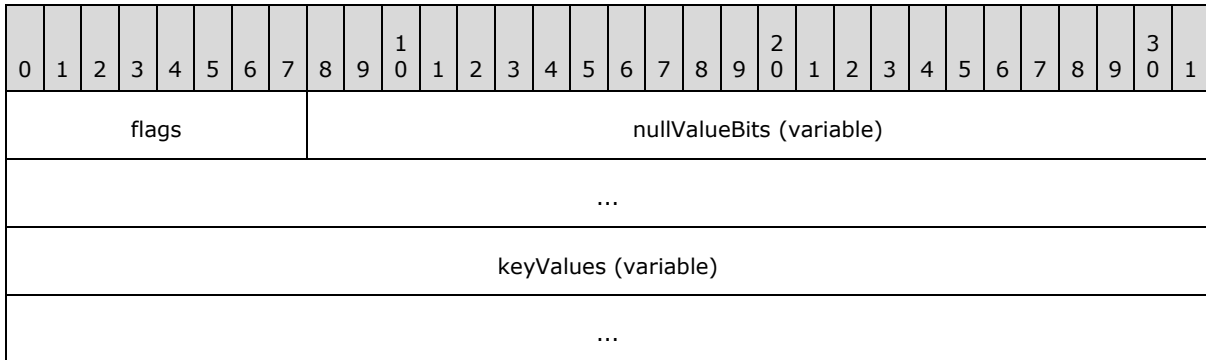 1 2 3
0 1 2 3 4 5 6 7 8 9 0 1 2 3 4 5 6 7 8 9 0 1 2 3 4 5 6 7 8 9 0 1
flags nullValueBits (variable)
...
keyValues (variable)
...